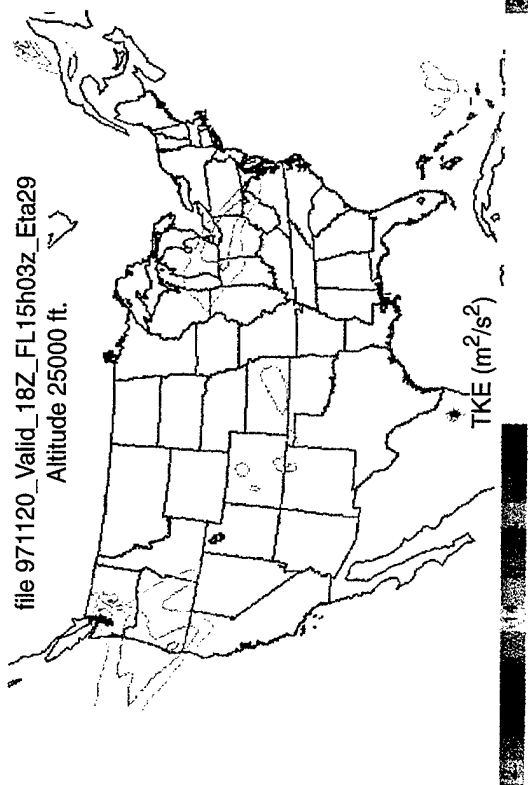 file 971120_Valid_18Z_FL15h03z_Eta29
Altitude 25000 ft.
TKE (m²/s²)